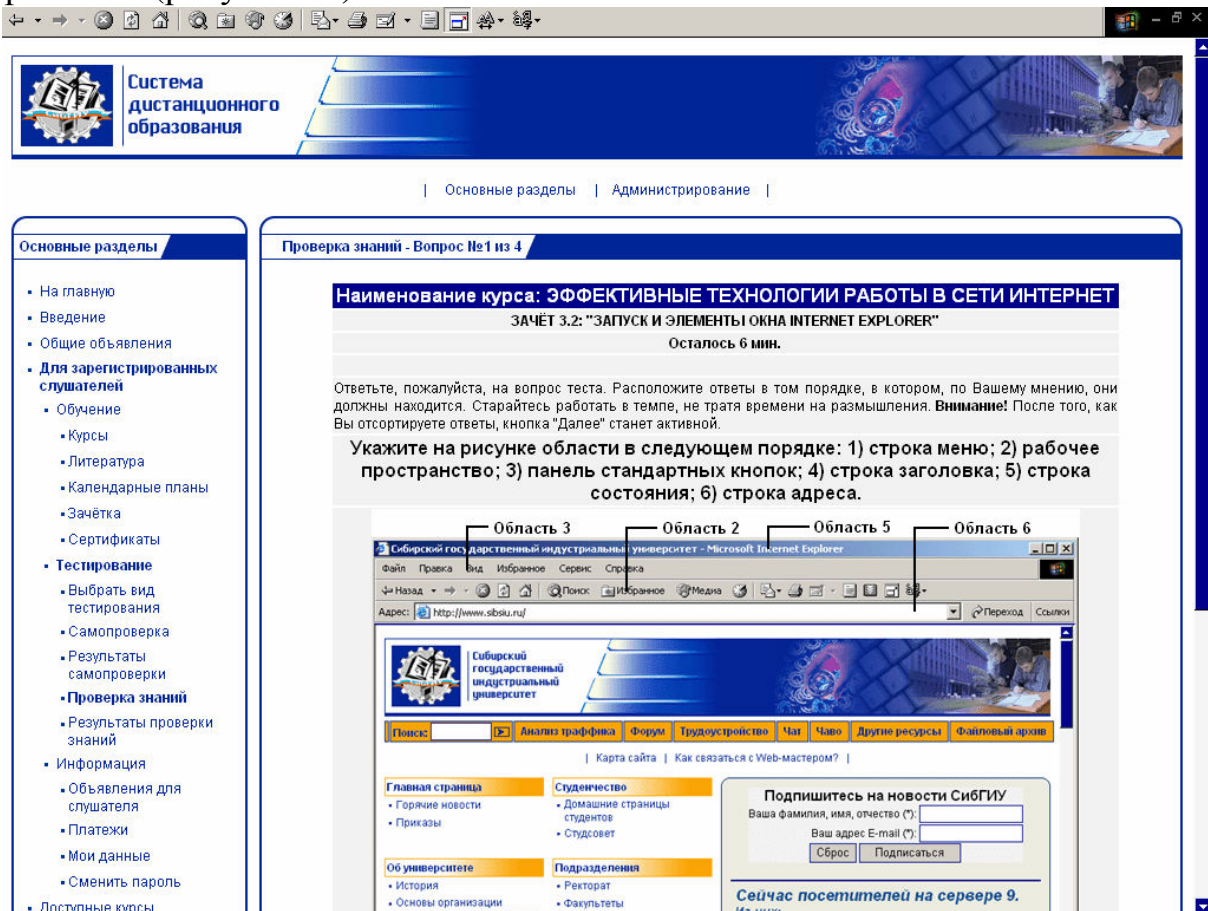 Система
дистанционного
образования
| Основные разделы | Администрирование |
Основные разделы
На главную
Введение
Общие объявления
Для зарегистрированных
слушателей
Обучение
Курсы
Литература
Календарные планы
Зачётка
Сертификаты
Тестирование
Выбрать вид
тестирования
Самопроверка
Результаты
самопроверки
Проверка знаний
Результаты проверки
знаний
Информация
Объявления для
слушателя
Платежи
Мои данные
Сменить пароль
Доступные курсы
Проверка знаний - Вопрос №1 из 4
Наименование курса: ЭФФЕКТИВНЫЕ ТЕХНОЛОГИИ РАБОТЫ В СЕТИ ИНТЕРНЕТ
ЗАЧЁТ 3.2: "ЗАПУСК И ЭЛЕМЕНТЫ ОКНА INTERNET EXPLORER"
Осталось 6 мин.
Ответьте, пожалуйста, на вопрос теста. Расположите ответы в том порядке, в котором, по Вашему мнению, они
должны находится. Старайтесь работать в темпе, не тратя времени на размышления. Внимание! После того, как
Вы отсортируете ответы, кнопка "Далее" станет активной.
Укажите на рисунке области в следующем порядке: 1) строка меню; 2) рабочее
пространство; 3) панель стандартных кнопок; 4) строка заголовка; 5) строка
состояния; 6) строка адреса.
Область 3 Область 2 Область 5 Область 6
Сибирский государственный индустриальный университет - Microsoft Internet Explorer
Файл Правка Вид Избранное Сервис Справка
Назад Поиск Избранное Медиа
Адрес: http://www.sibsiu.ru/ Переход Ссылки
Сибирский
государственный
индустриальный
университет
Поиск: Анализ траффика Форум Трудоустройство Чат Чаво Другие ресурсы Файловый архив
| Карта сайта | Как связаться с Web-мастером? |
Главная страница
Горячие новости
Приказы
Студенчество
Домашние страницы
студентов
Студсовет
Об университете
История
Основы организации
Подразделения
Ректорат
Факультеты
Подпишитесь на новости СибГИУ
Ваша фамилия, имя, отчество (*):
Ваш адрес E-mail (*):
Сброс Подписаться
Сейчас посетителей на сервере 9.